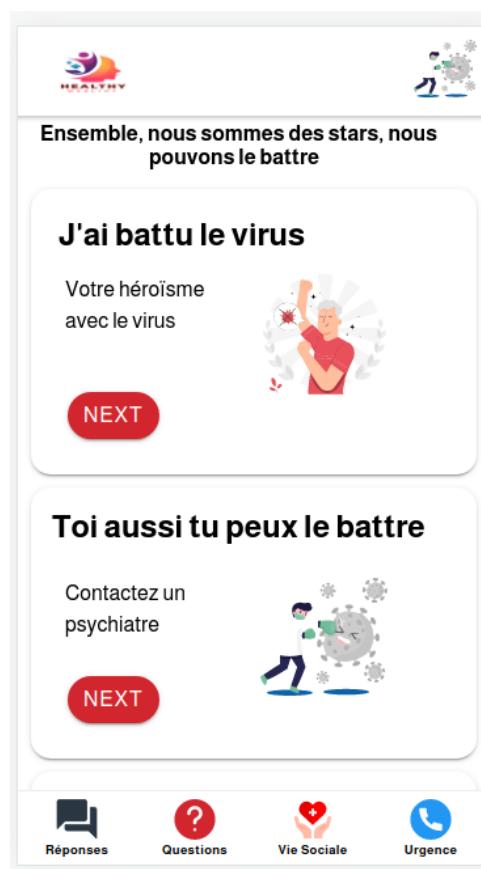 HEALTHY
Ensemble, nous sommes des stars, nous
pouvons le battre
J'ai battu le virus
Votre héroïsme
avec le virus
NEXT
Toi aussi tu peux le battre
Contactez un
psychiatre
NEXT
Réponses
Questions
Vie Sociale
Urgence